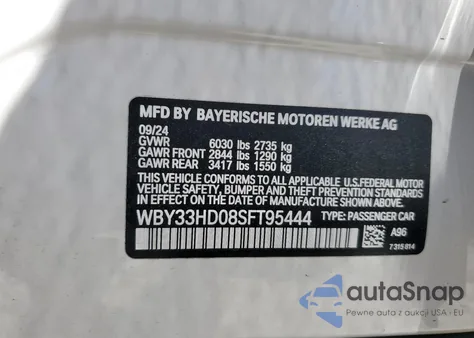 MFD BY BAYERISCHE MOTOREN WERKE AG
09/24
GVWR 6030 lbs 2735 kg
GAWR FRONT 2844 lbs 1290 kg
GAWR REAR 3417 lbs 1550 kg
THIS VEHICLE CONFORMS TO ALL APPLICABLE U.S. FEDERAL MOTOR
VEHICLE SAFETY, BUMPER, AND THEFT PREVENTION STANDARDS
IN EFFECT ON THE DATE OF MANUFACTURE SHOWN ABOVE.
WBY33HD08SFT95444 TYPE: PASSENGER CAR
A96
7319814
autoSnap
Pewne auta z aukcji USA i EU